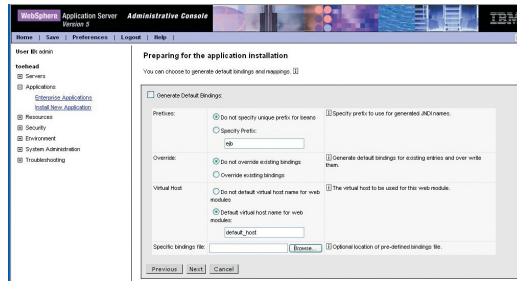 WebSphere Application Server Administrative Console
Version 5
IBM
Home | Save | Preferences | Logout | Help |
User ID: admin
toehead
Servers
Applications
Enterprise Applications
Install New Application
Resources
Security
Environment
System Administration
Troubleshooting
Preparing for the application installation
You can choose to generate default bindings and mappings. i
Generate Default Bindings:
Prefixes:
Do not specify unique prefix for beans
Specify Prefix:
ejb
i Specify prefix to use for generated JNDI names.
Override:
Do not override existing bindings
Override existing bindings
i Generate default bindings for existing entries and over write
them.
Virtual Host
Do not default virtual host name for web
modules
Default virtual host name for web
modules:
default_host
i The virtual host to be used for this web module.
Specific bindings file:
Browse...
i Optional location of pre-defined bindings file.
Previous Next Cancel